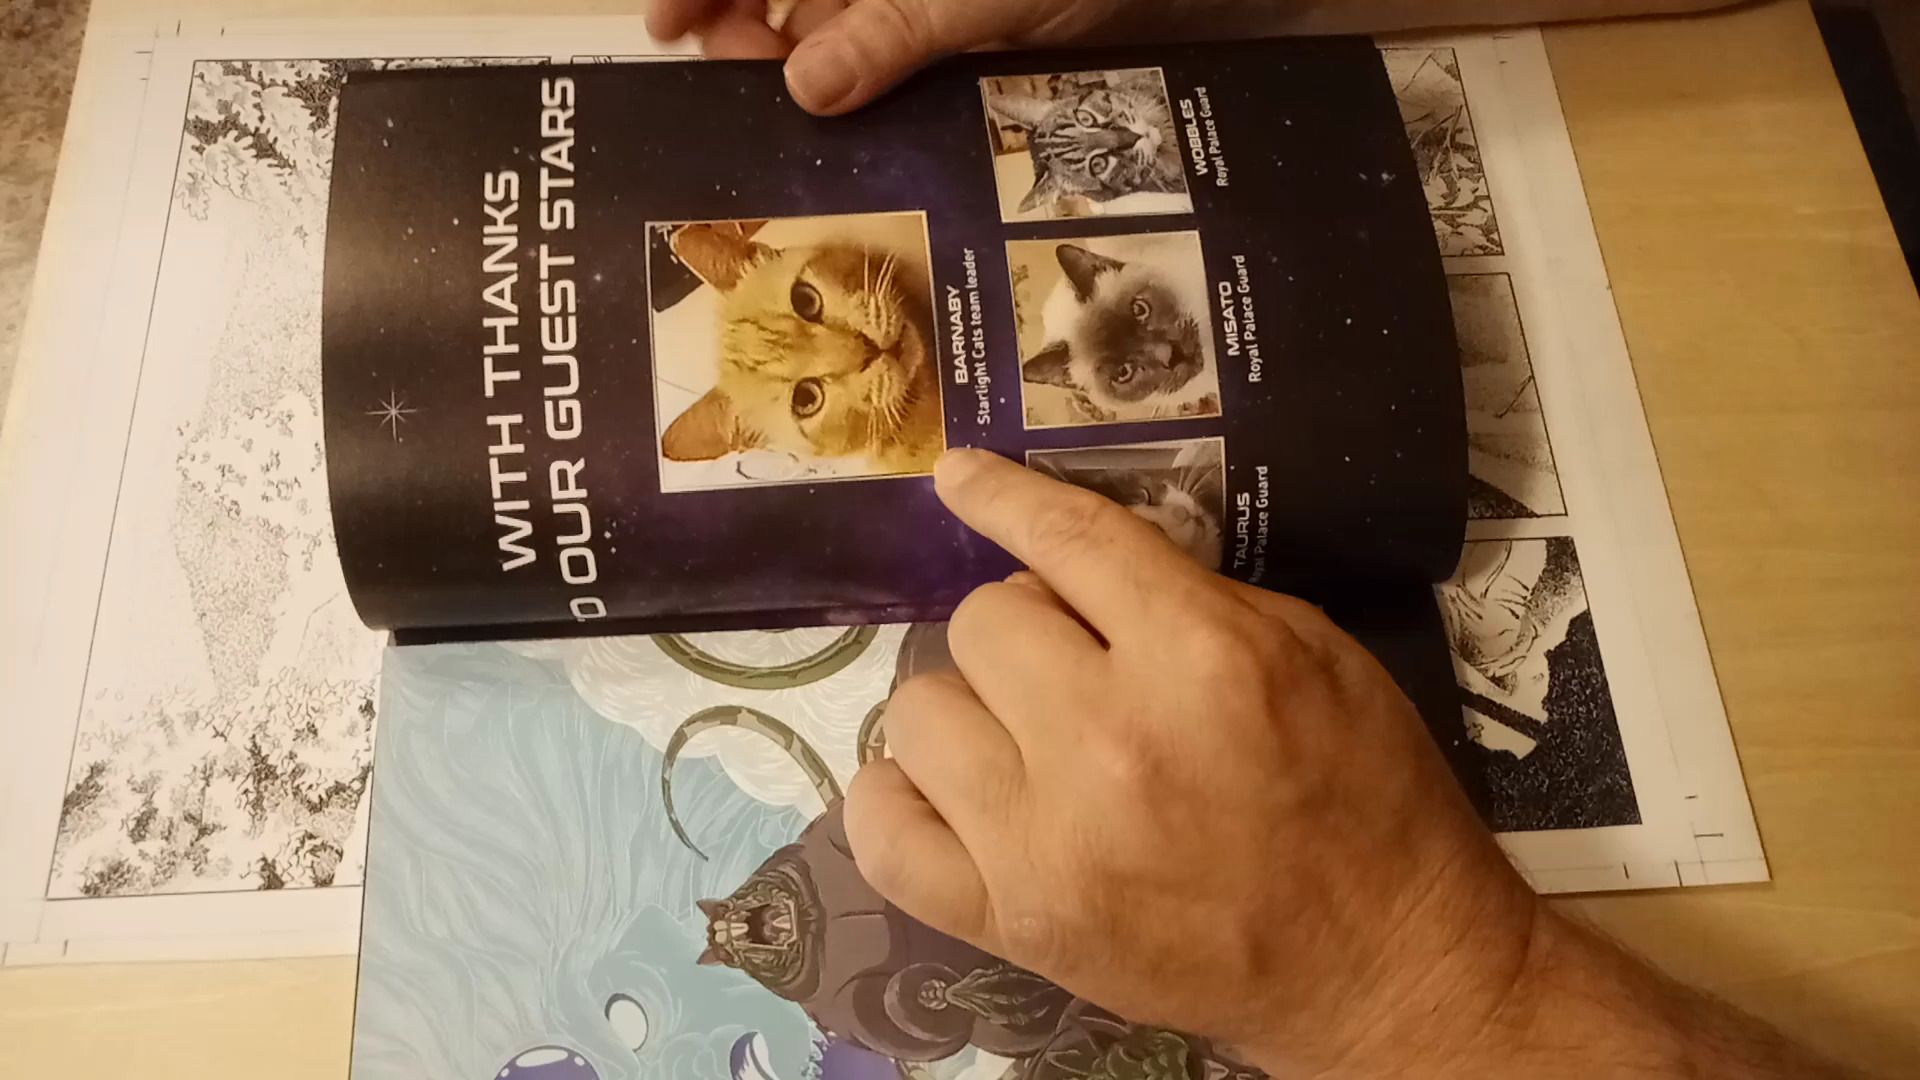 WITH THANKS
O OUR GUEST STARS
BARNABY
Starlight Cats team leader
TAURUS
Royal Palace Guard
MISATO
Royal Palace Guard
WOBBLES
Royal Palace Guard